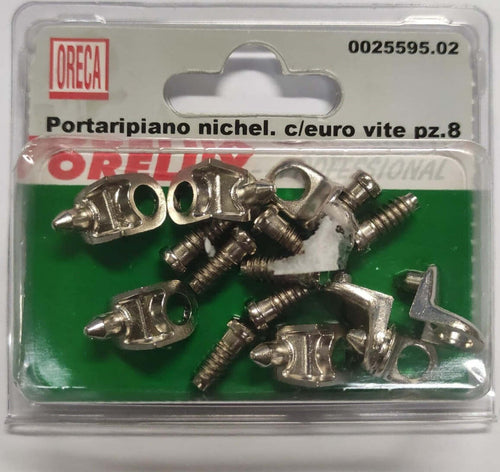 ORECA
0025595.02
Portaripiano nichel. c/euro vite pz.8
ORELUX
PROFESSIONAL